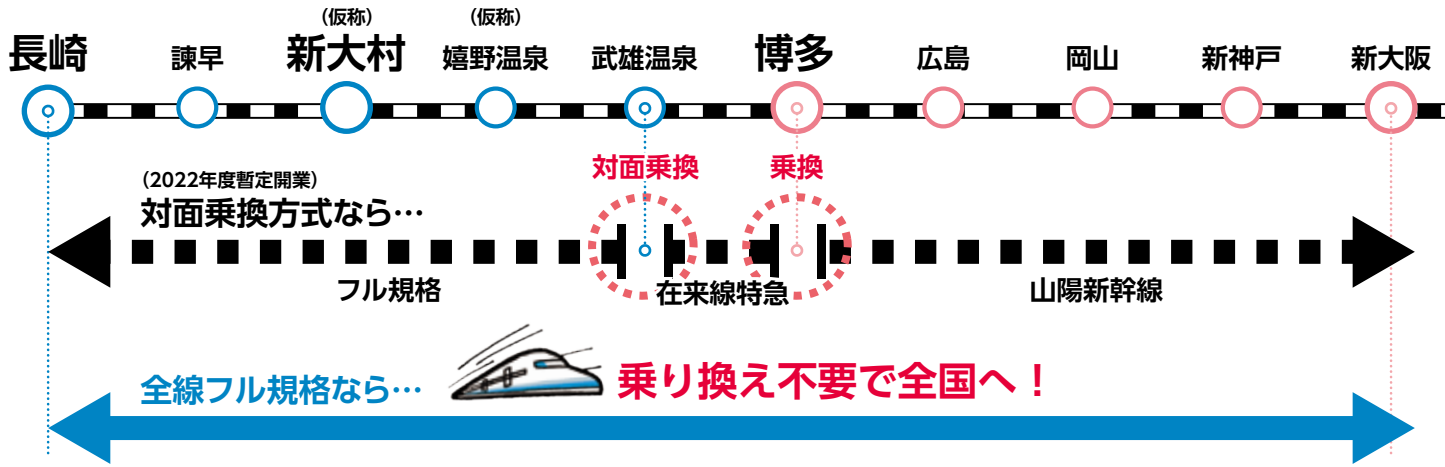 (仮称) (仮称)
長崎 諫早 新大村 嬉野温泉 武雄温泉 博多 広島 岡山 新神戸 新大阪
対面乗換 乗換
(2022年度暫定開業)
対面乗換方式なら…
フル規格 在来線特急 山陽新幹線
全線フル規格なら… 乗り換え不要で全国へ！